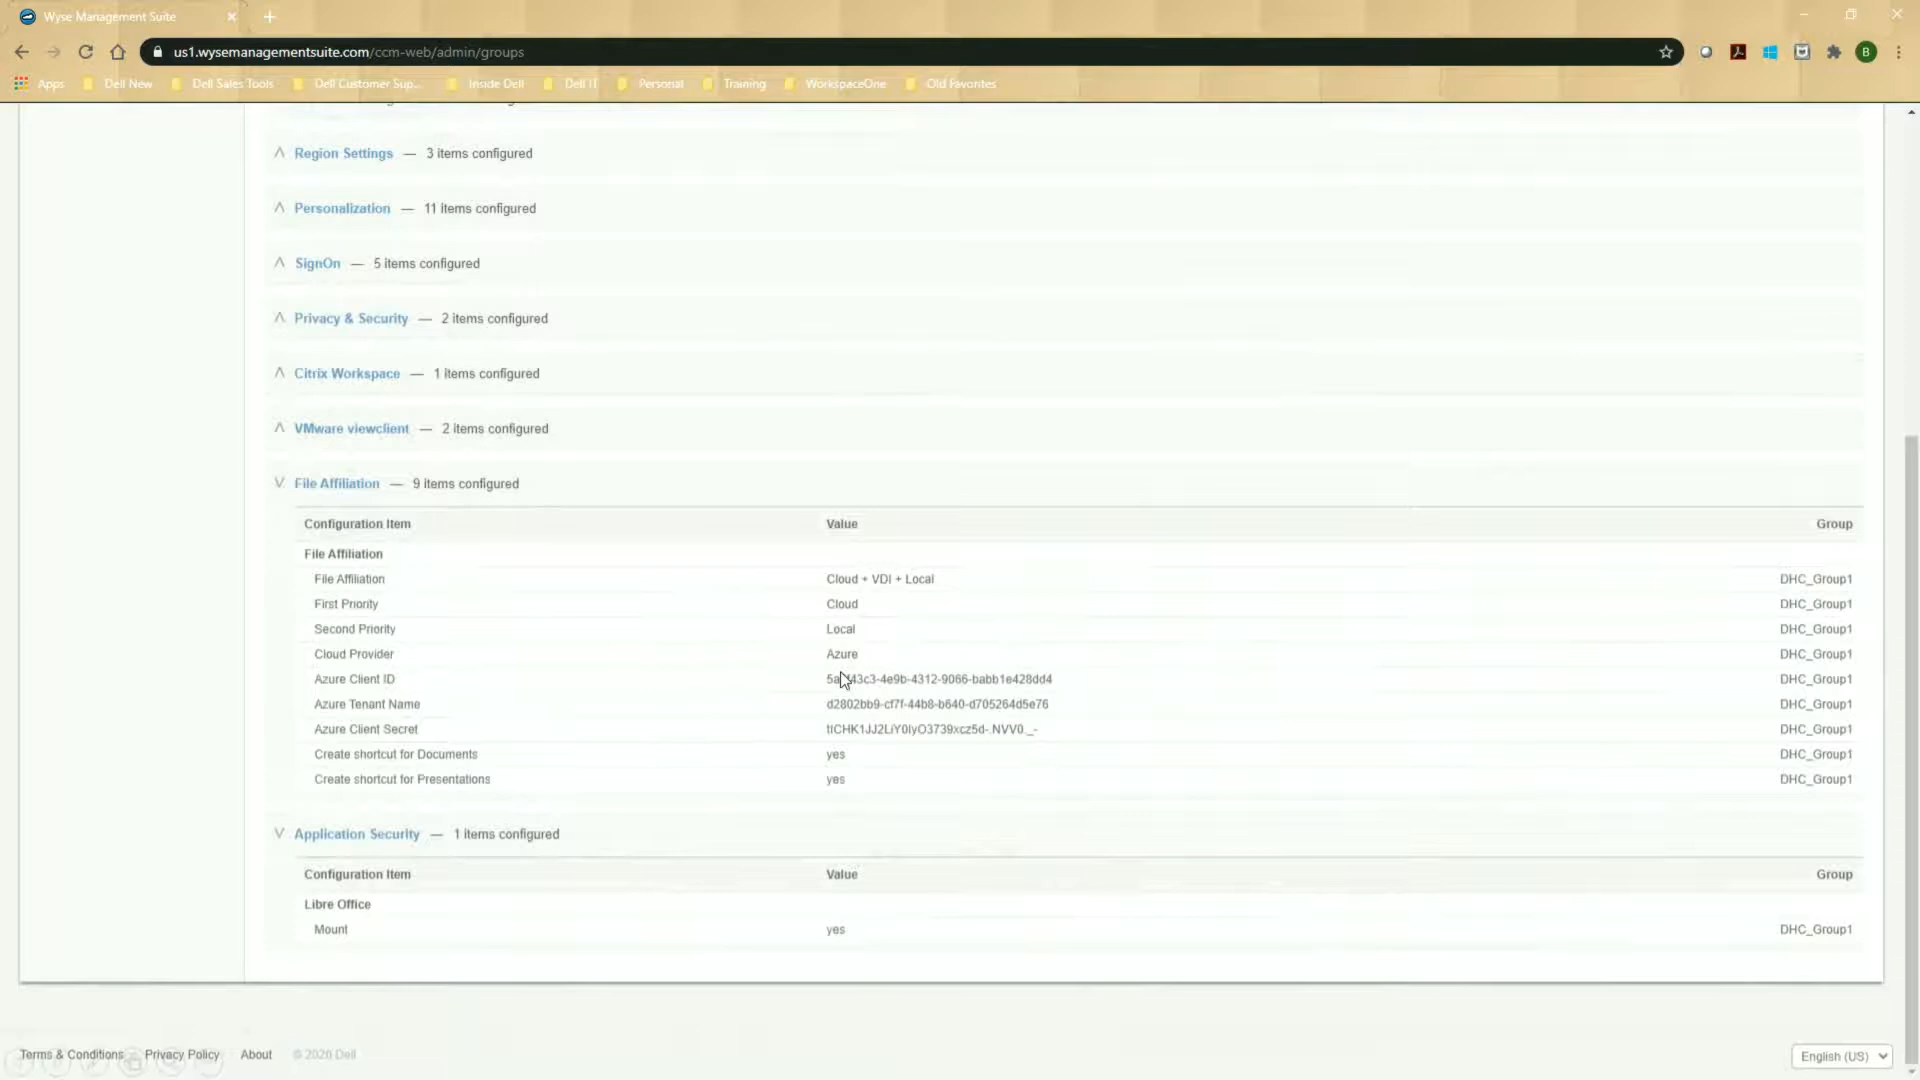 Wyse Management Suite
us1.wysemanagementsuite.com/ccm-web/admin/groups
B
Apps Dell New Dell Sales Tools Dell Customer Sup... Inside Dell Dell IT Personal Training WorkspaceOne Old Favorites
Region Settings — 3 items configured
Personalization — 11 items configured
SignOn — 5 items configured
Privacy & Security — 2 items configured
Citrix Workspace — 1 items configured
VMware viewclient — 2 items configured
File Affiliation — 9 items configured
Configuration Item Value Group
File Affiliation
File Affiliation Cloud + VDI + Local DHC_Group1
First Priority Cloud DHC_Group1
Second Priority Local DHC_Group1
Cloud Provider Azure DHC_Group1
Azure Client ID DHC_Group1
Azure Tenant Name d2802bb9-cf7f-44b8-b640-d705264d5e76 DHC_Group1
Azure Client Secret DHC_Group1
Create shortcut for Documents yes DHC_Group1
Create shortcut for Presentations yes DHC_Group1
Application Security — 1 items configured
Configuration Item Value Group
Libre Office
Mount yes DHC_Group1
Terms & Conditions Privacy Policy About © 2020 Dell
English (US)